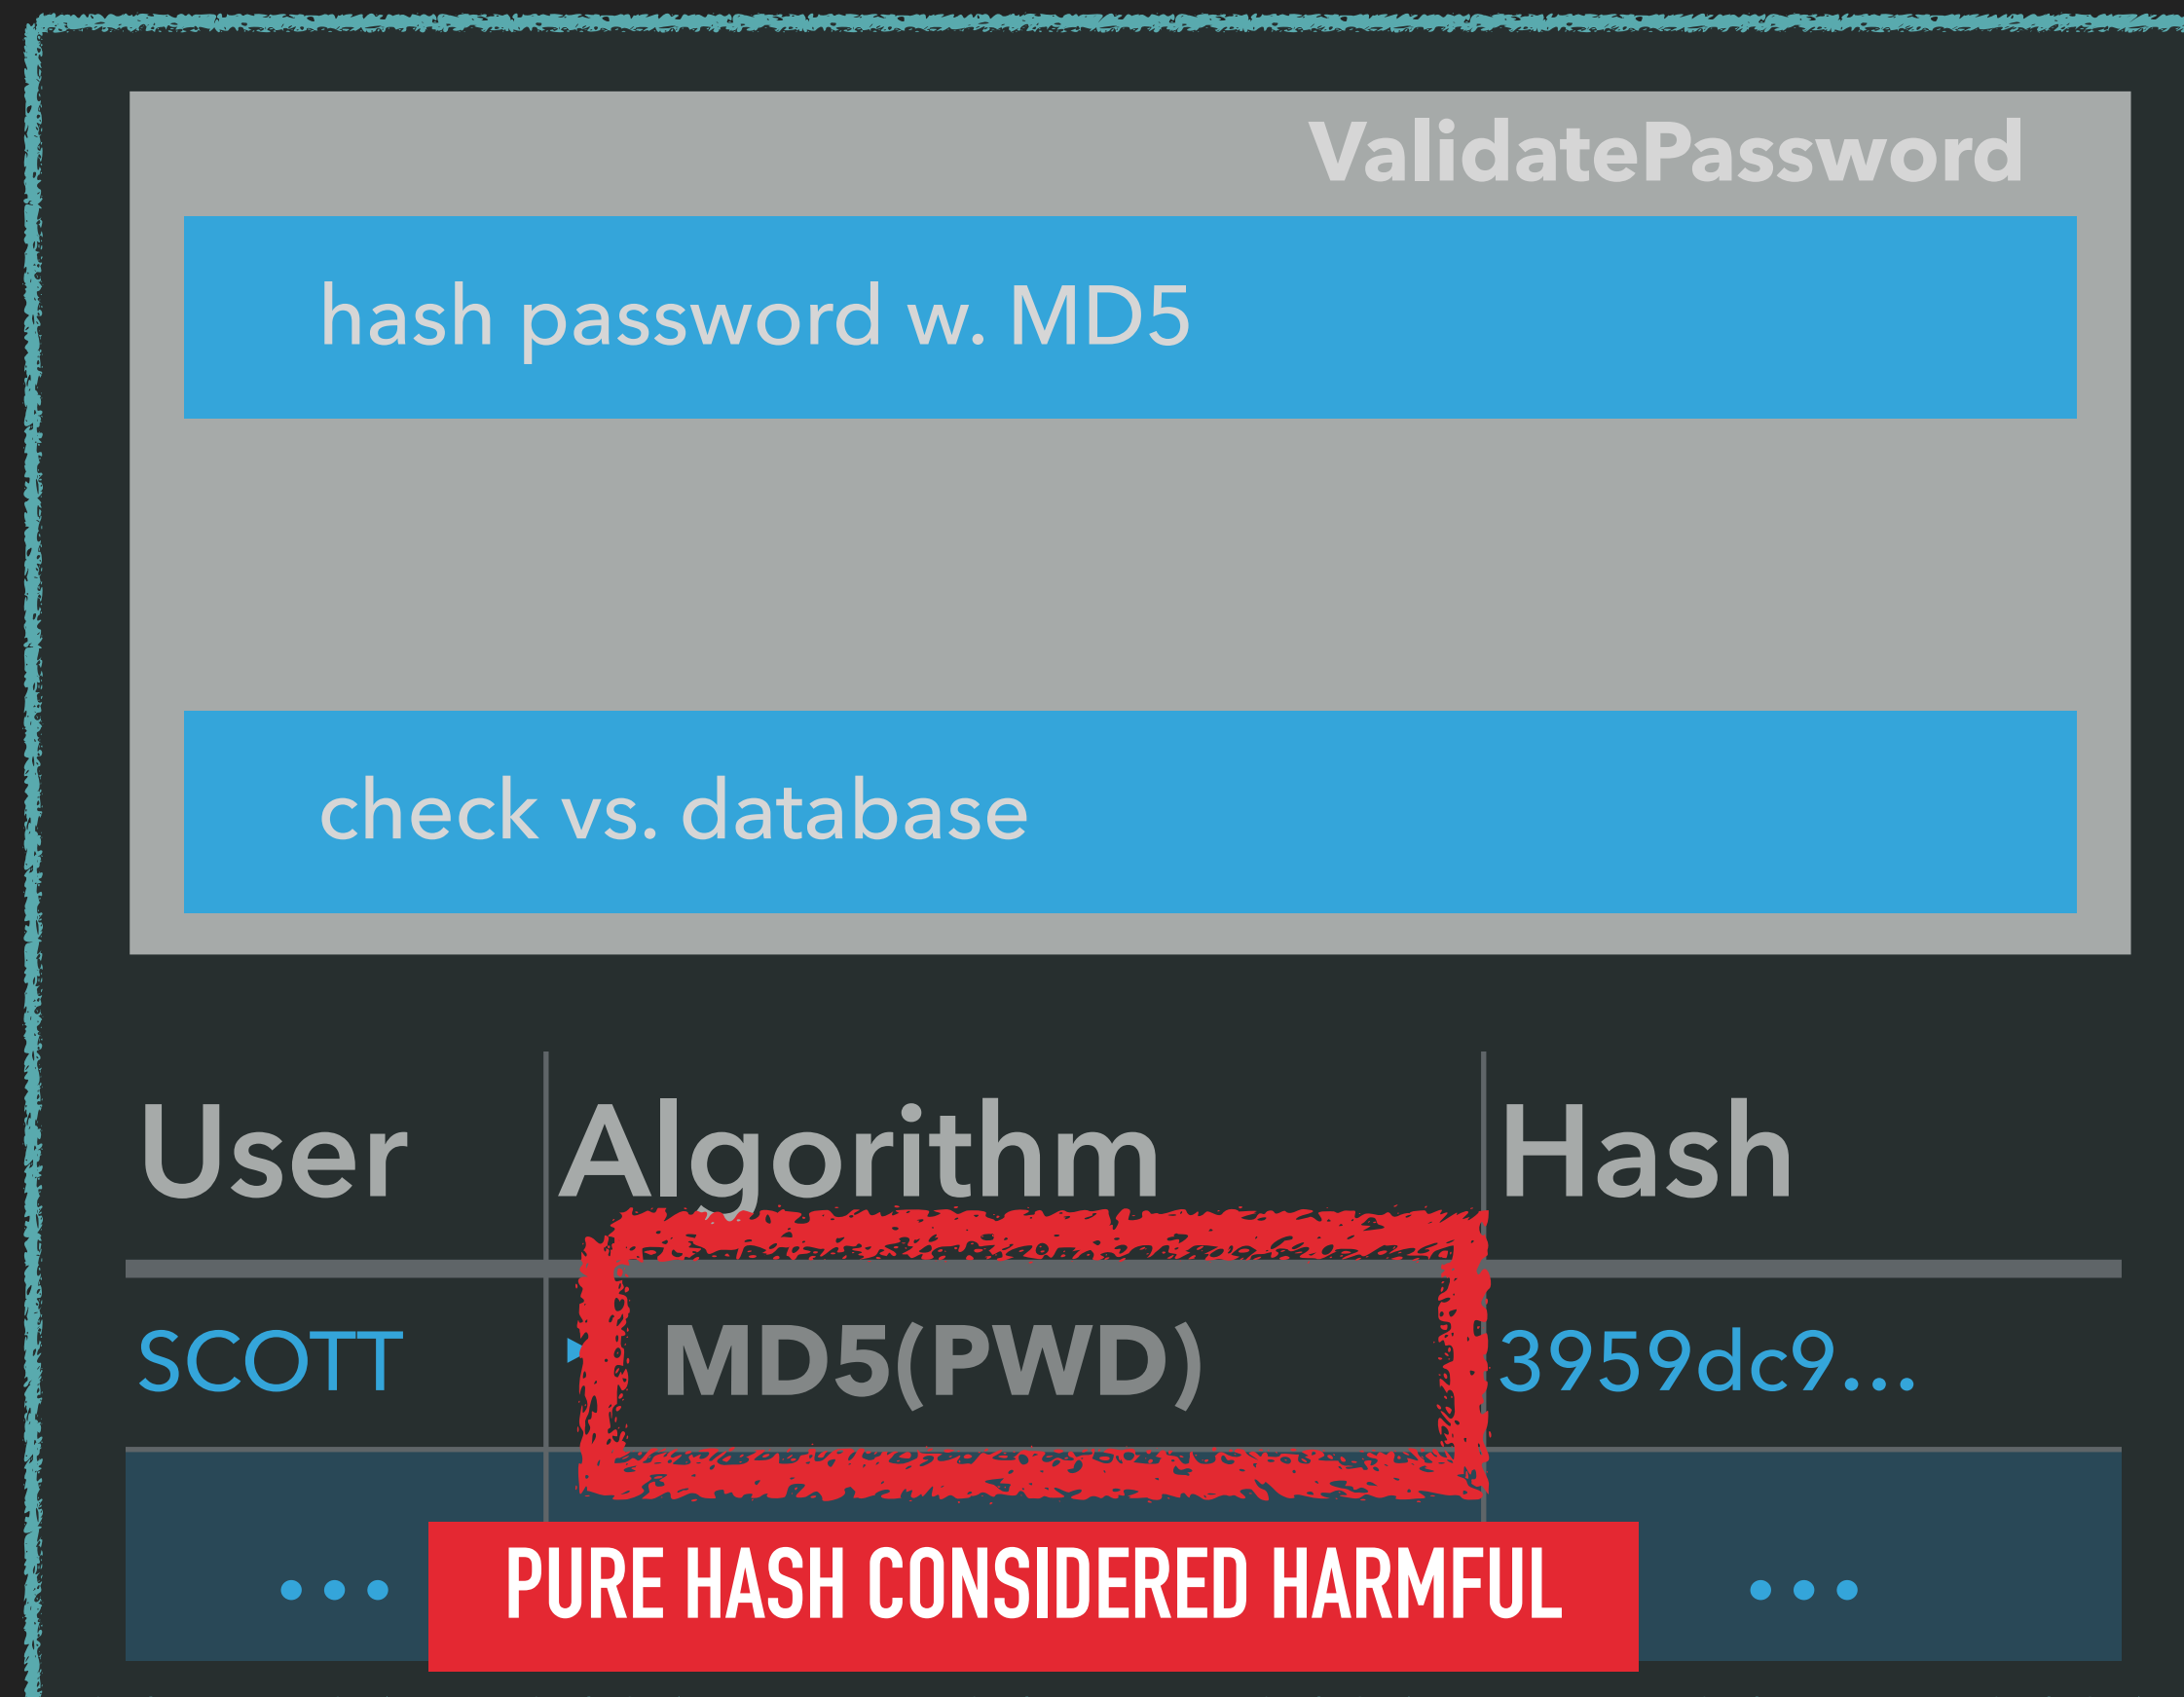 ValidatePassword
hash password w. MD5
check vs. database
User Algorithm Hash
SCOTT MD5(PWD) 3959dc9...
... ...
PURE HASH CONSIDERED HARMFUL